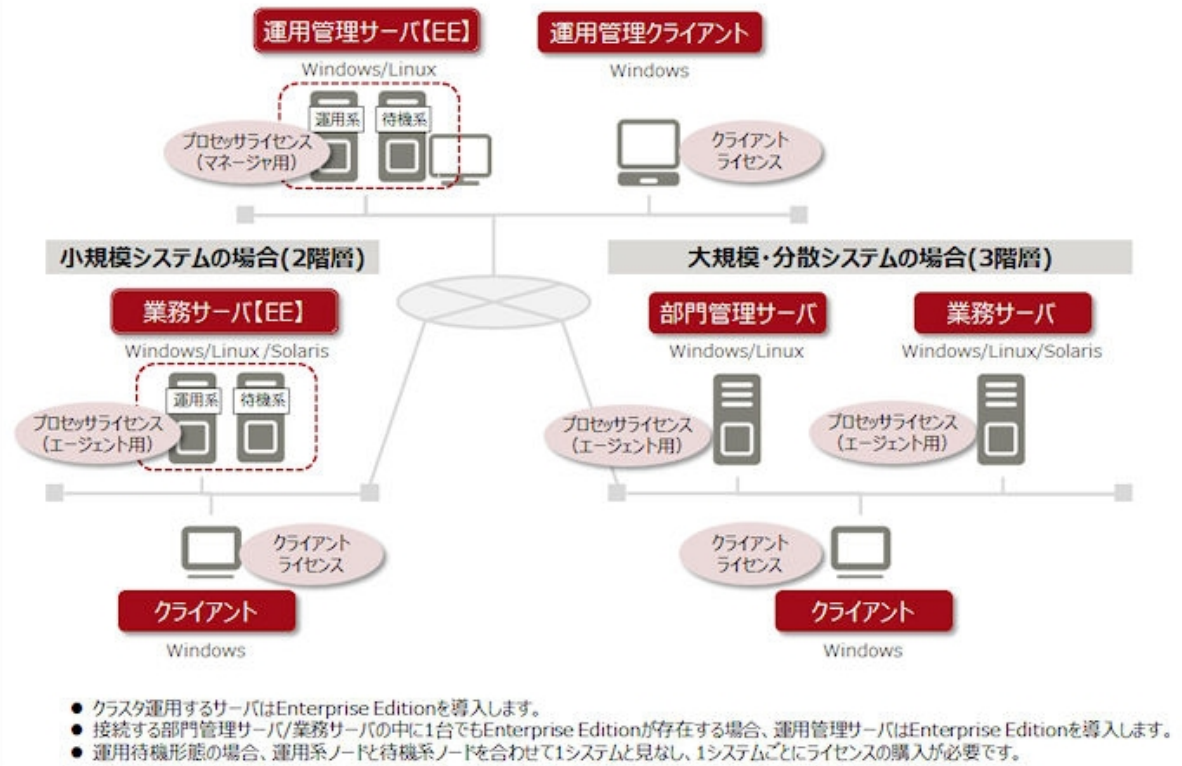 運用管理サーバ【EE】
運用管理クライアント
Windows/Linux
Windows
運用系
待機系
プロセッサライセンス
(マネージャ用)
クライアント
ライセンス
小規模システムの場合(2階層)
大規模・分散システムの場合(3階層)
業務サーバ【EE】
部門管理サーバ
業務サーバ
Windows/Linux /Solaris
Windows/Linux
Windows/Linux/Solaris
運用系
待機系
プロセッサライセンス
(エージェント用)
プロセッサライセンス
(エージェント用)
プロセッサライセンス
(エージェント用)
クライアント
ライセンス
クライアント
ライセンス
クライアント
クライアント
Windows
Windows
● クラスタ運用するサーバはEnterprise Editionを導入します。
● 接続する部門管理サーバ/業務サーバの中に1台でもEnterprise Editionが存在する場合、運用管理サーバはEnterprise Editionを導入します。
● 運用待機形態の場合、運用系ノードと待機系ノードを合わせて1システムと見なし、1システムごとにライセンスの購入が必要です。